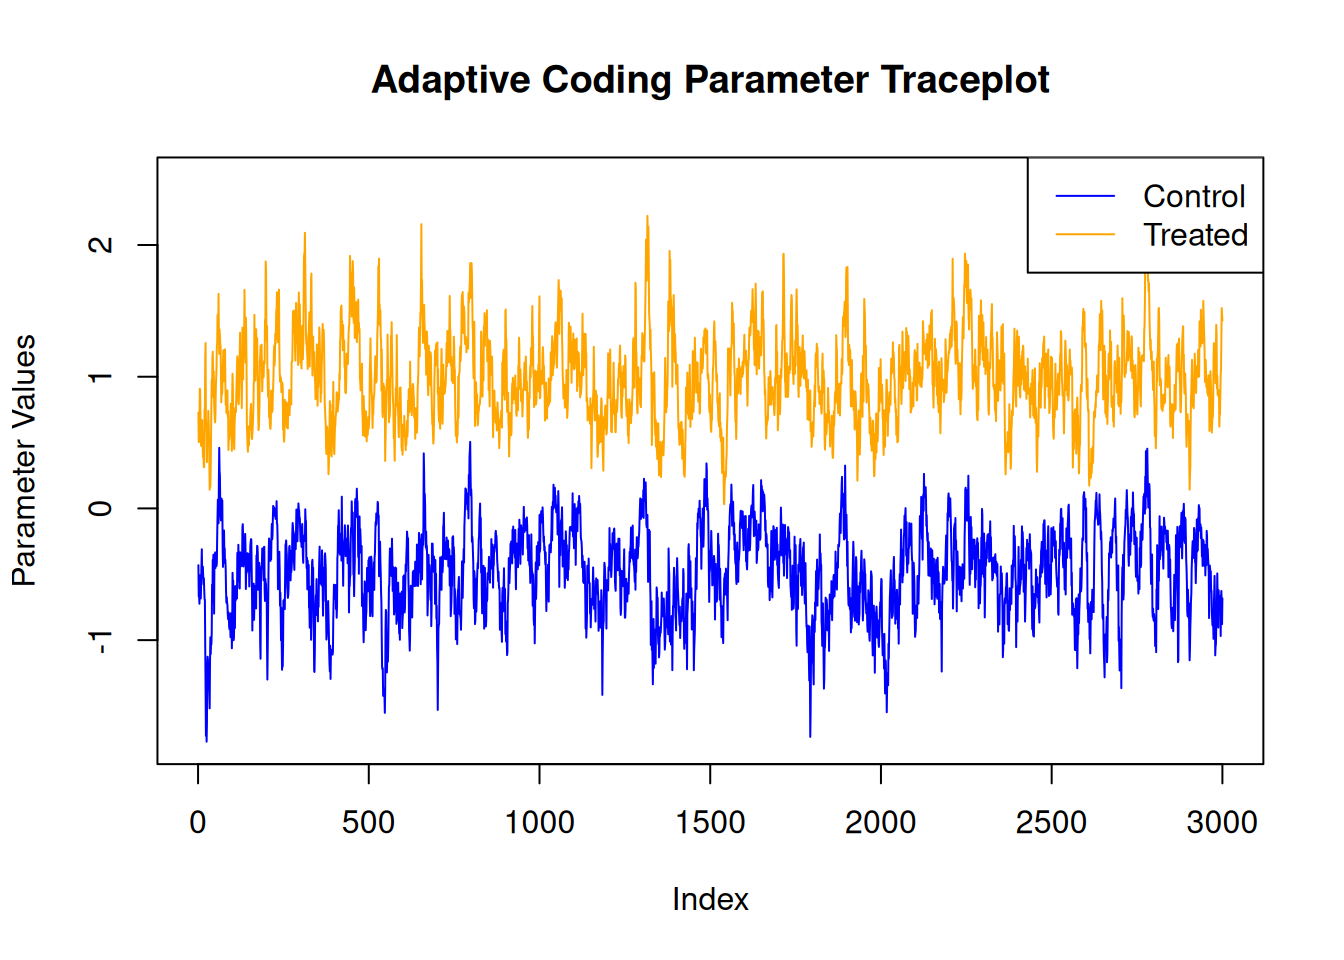 Adaptive Coding Parameter Traceplot
Control
Treated
Parameter Values
2
1
0
-1
0 500 1000 1500 2000 2500 3000
Index